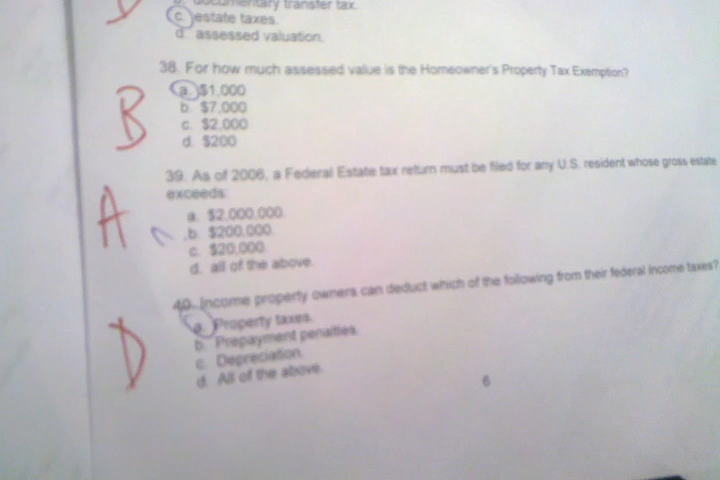 documentary transfer tax.
c. estate taxes.
d. assessed valuation.
38. For how much assessed value is the Homeowner's Property Tax Exemption?
a. $1,000
B b. $7,000
c. $2,000
d. $200
39. As of 2006, a Federal Estate tax return must be filed for any U.S. resident whose gross estate
exceeds:
A a. $2,000,000.
b. $200,000.
c. $20,000.
d. all of the above.
40. Income property owners can deduct which of the following from their federal income taxes?
a. Property taxes.
D b. Prepayment penalties.
c. Depreciation.
d. All of the above.
6